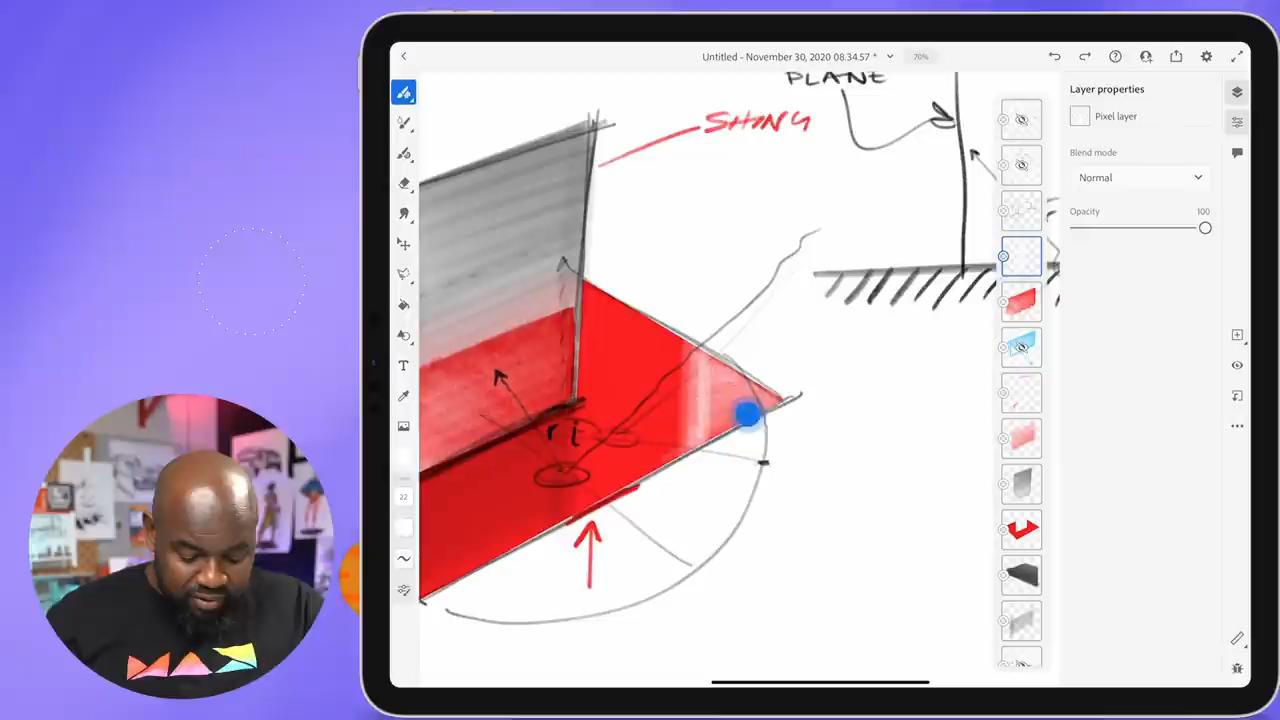 Untitled - November 30, 2020 08.34.57 *
70%
Layer properties
Pixel layer
Blend mode
Normal
Opacity
100
PLANE
T
22